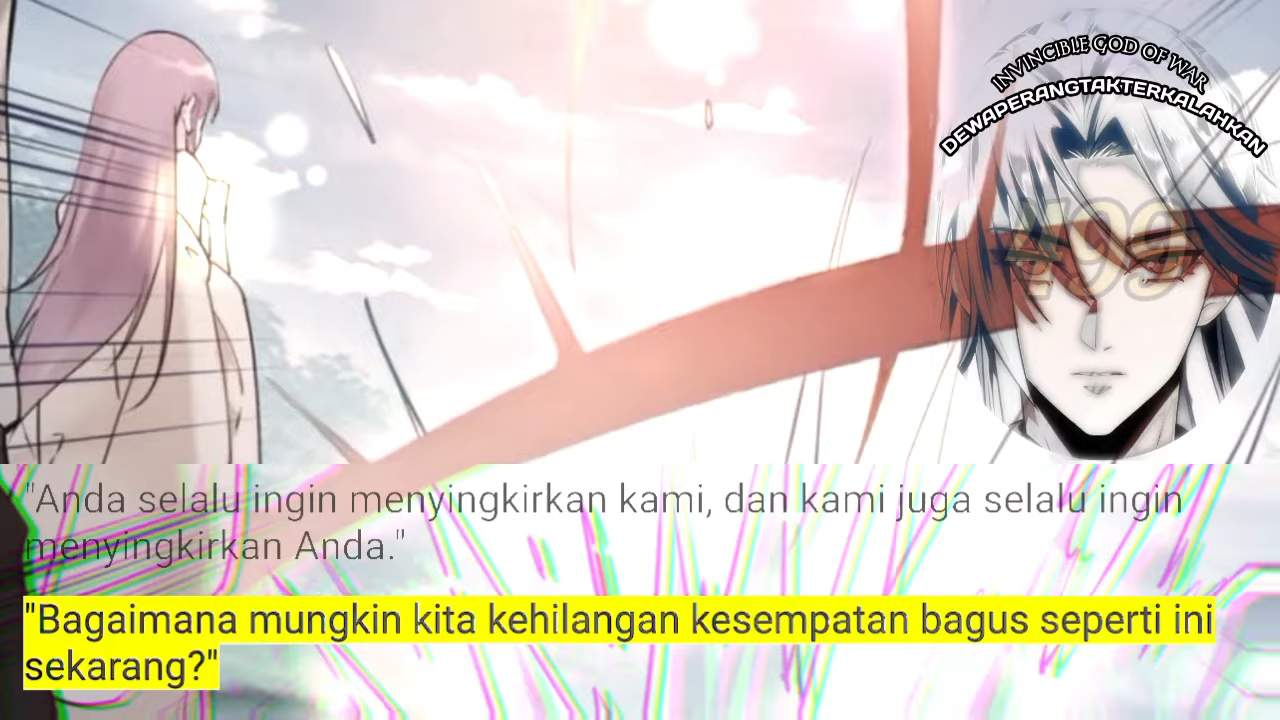 INVINCIBLE GOD OF WAR
DEWAPERANGTAKTERKALAHKAN
499
"Anda selalu ingin menyingkirkan kami, dan kami juga selalu ingin
menyingkirkan Anda."
"Bagaimana mungkin kita kehilangan kesempatan bagus seperti ini
sekarang?"